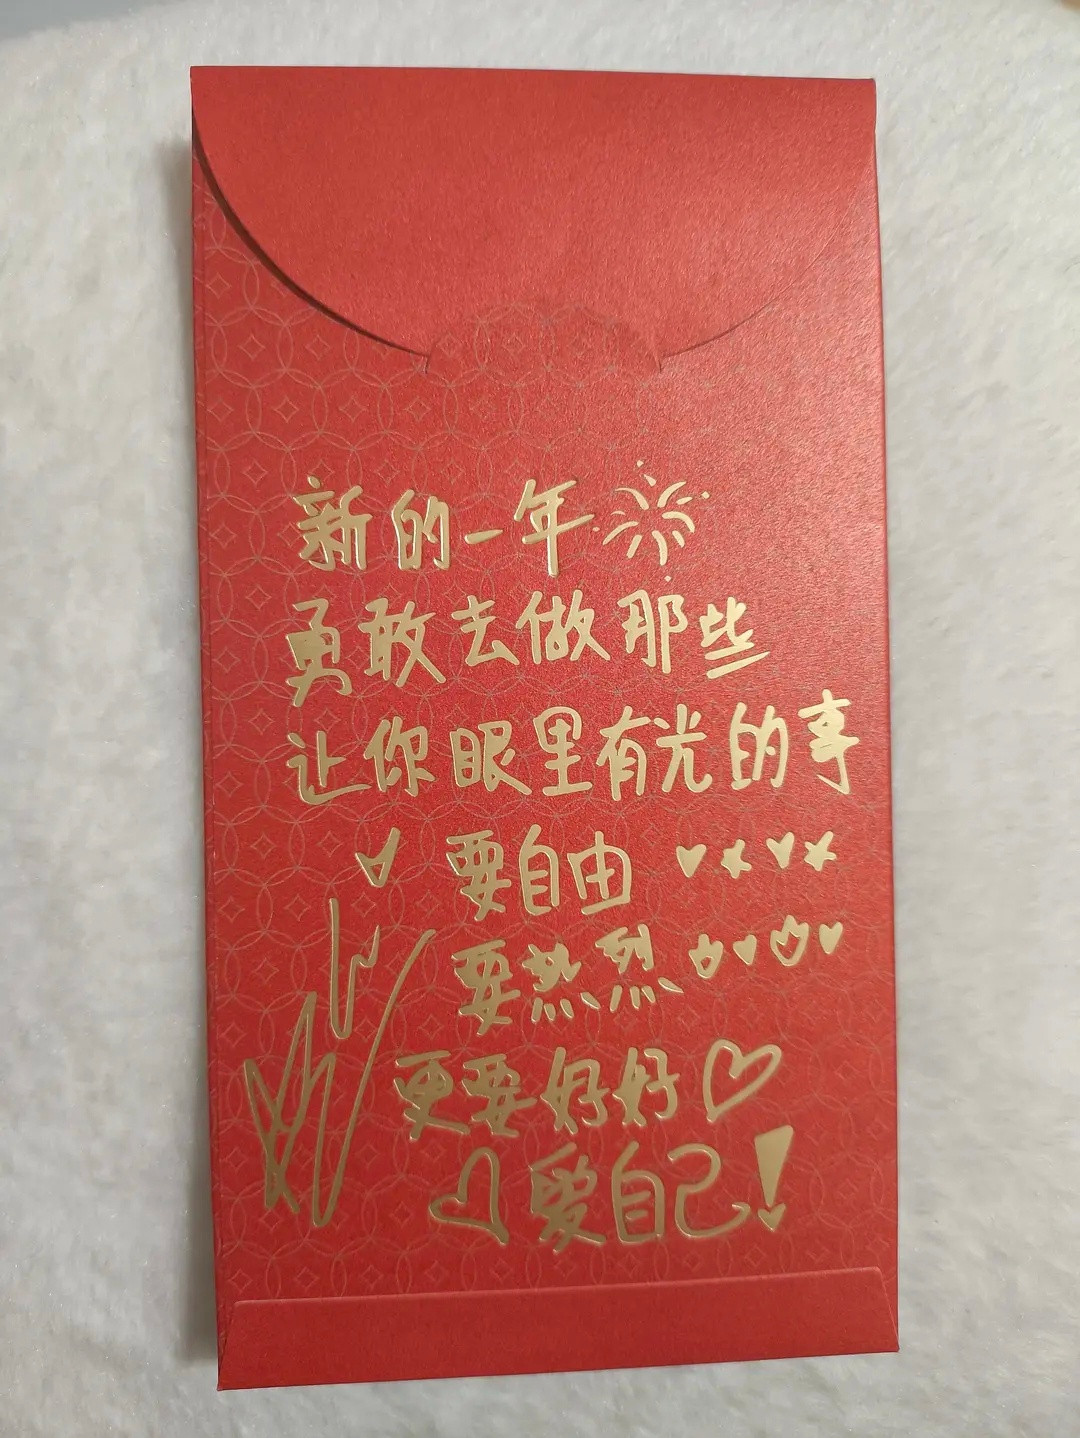 新的一年
勇敢去做那些
让你眼里有光的事
要自由
要热烈
更要好好
爱自己!